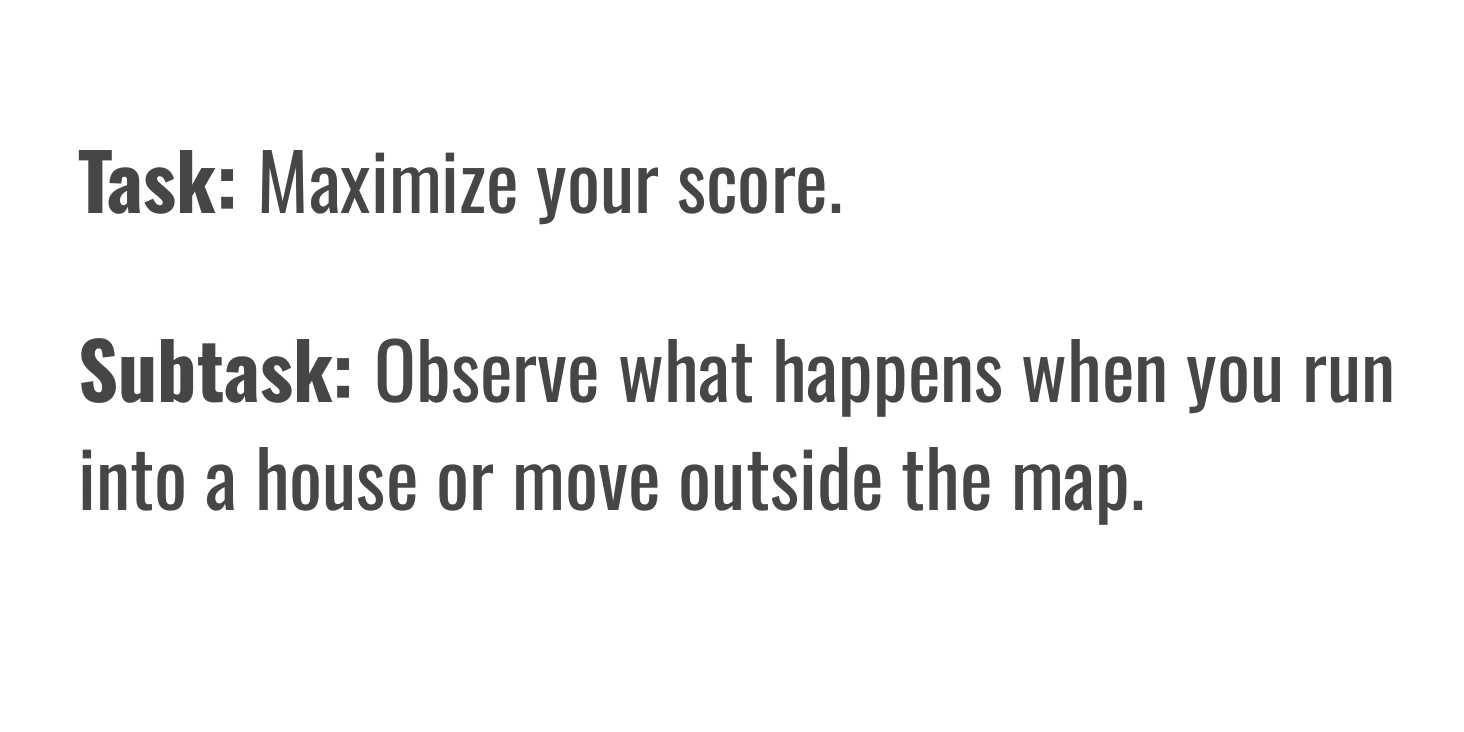 Task: Maximize your score.
Subtask: Observe what happens when you run
into a house or move outside the map.